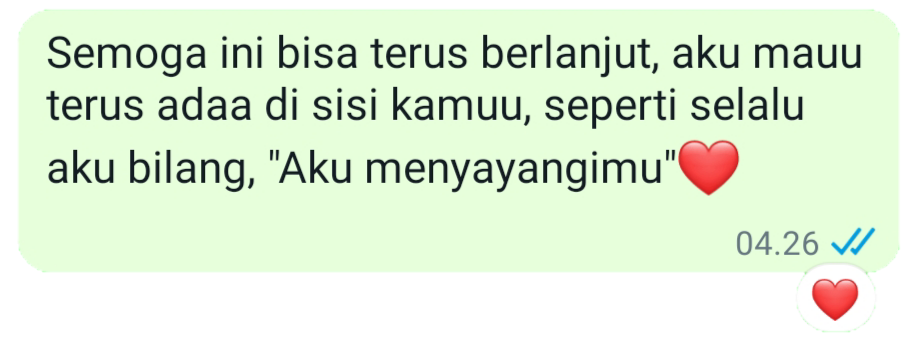 Semoga ini bisa terus berlanjut, aku mauu
terus adaa di sisi kamuu, seperti selalu
aku bilang, "Aku menyayangimu"❤️
04.26